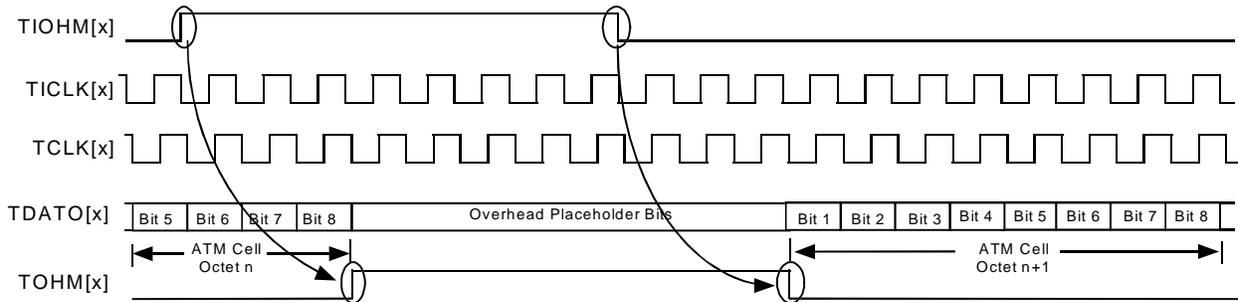 TIOHM[x]
TICLK[x]
TCLK[x]
TDATO[x] Bit 5 Bit 6 Bit 7 Bit 8 Overhead Placeholder Bits Bit 1 Bit 2 Bit 3 Bit 4 Bit 5 Bit 6 Bit 7 Bit 8
ATM Cell
Octet n
ATM Cell
Octet n+1
TOHM[x]